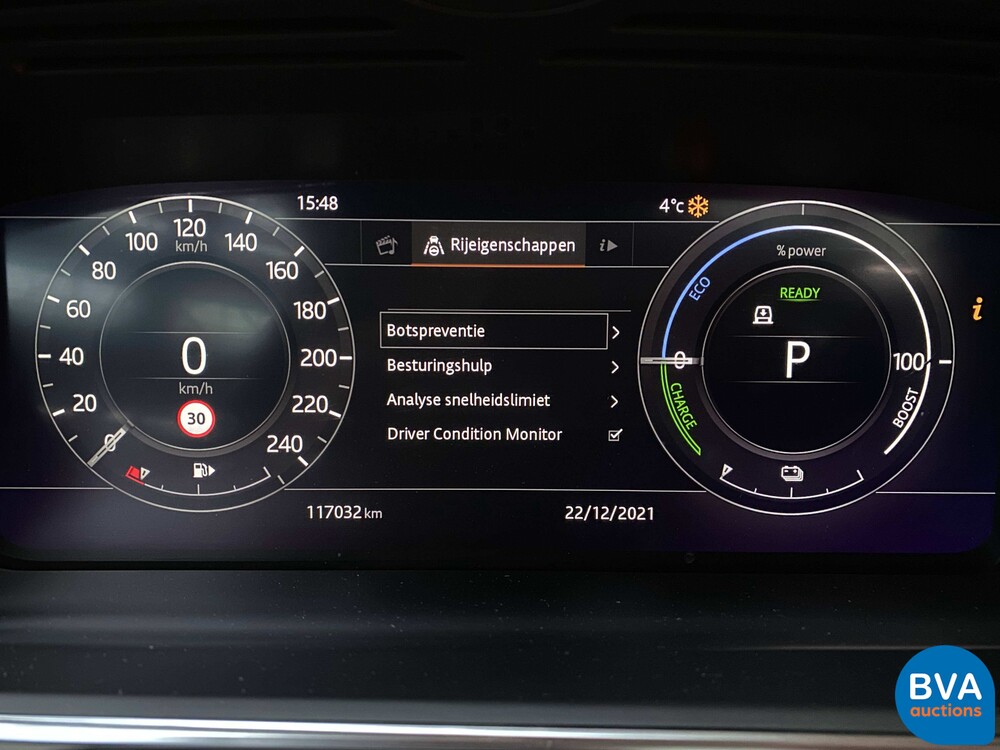 15:48
4°c
Rijeigenschappen
i
20
40
60
80
100
120
km/h
140
160
180
200
220
240
0
0
km/h
30
Botspreventie
Besturingshulp
Analyse snelheidslimiet
Driver Condition Monitor
% power
ECO
READY
P
0
100
CHARGE
BOOST
i
117032 km
22/12/2021
BVA
auctions